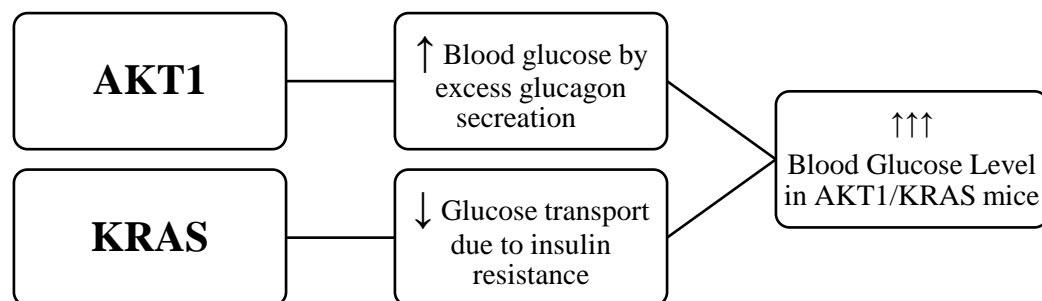 AKT1
↑ Blood glucose by
excess glucagon
secreation
KRAS
↓ Glucose transport
due to insulin
resistance
↑↑↑
Blood Glucose Level
in AKT1/KRAS mice